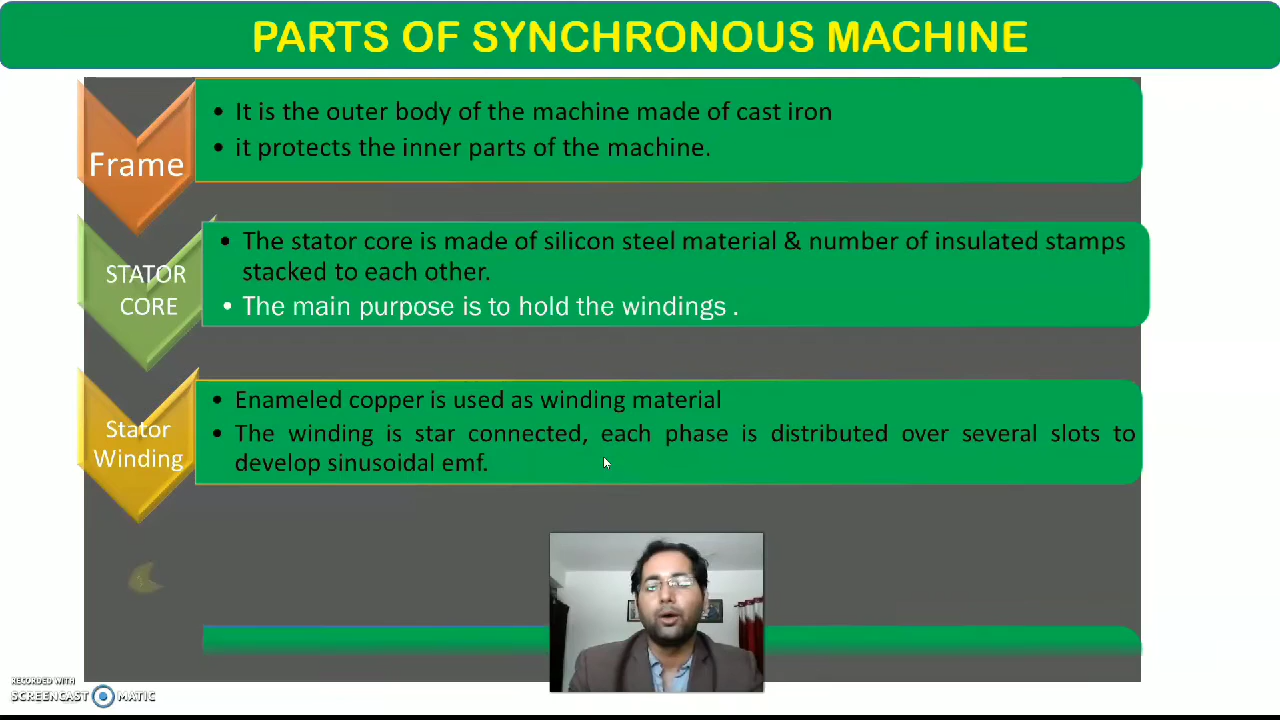 PARTS OF SYNCHRONOUS MACHINE
Frame
• It is the outer body of the machine made of cast iron
• it protects the inner parts of the machine.
STATOR
CORE
• The stator core is made of silicon steel material & number of insulated stamps
stacked to each other.
• The main purpose is to hold the windings .
Stator
Winding
• Enameled copper is used as winding material
• The winding is star connected, each phase is distributed over several slots to
develop sinusoidal emf.
RECORDED WITH
SCREENCAST MATIC